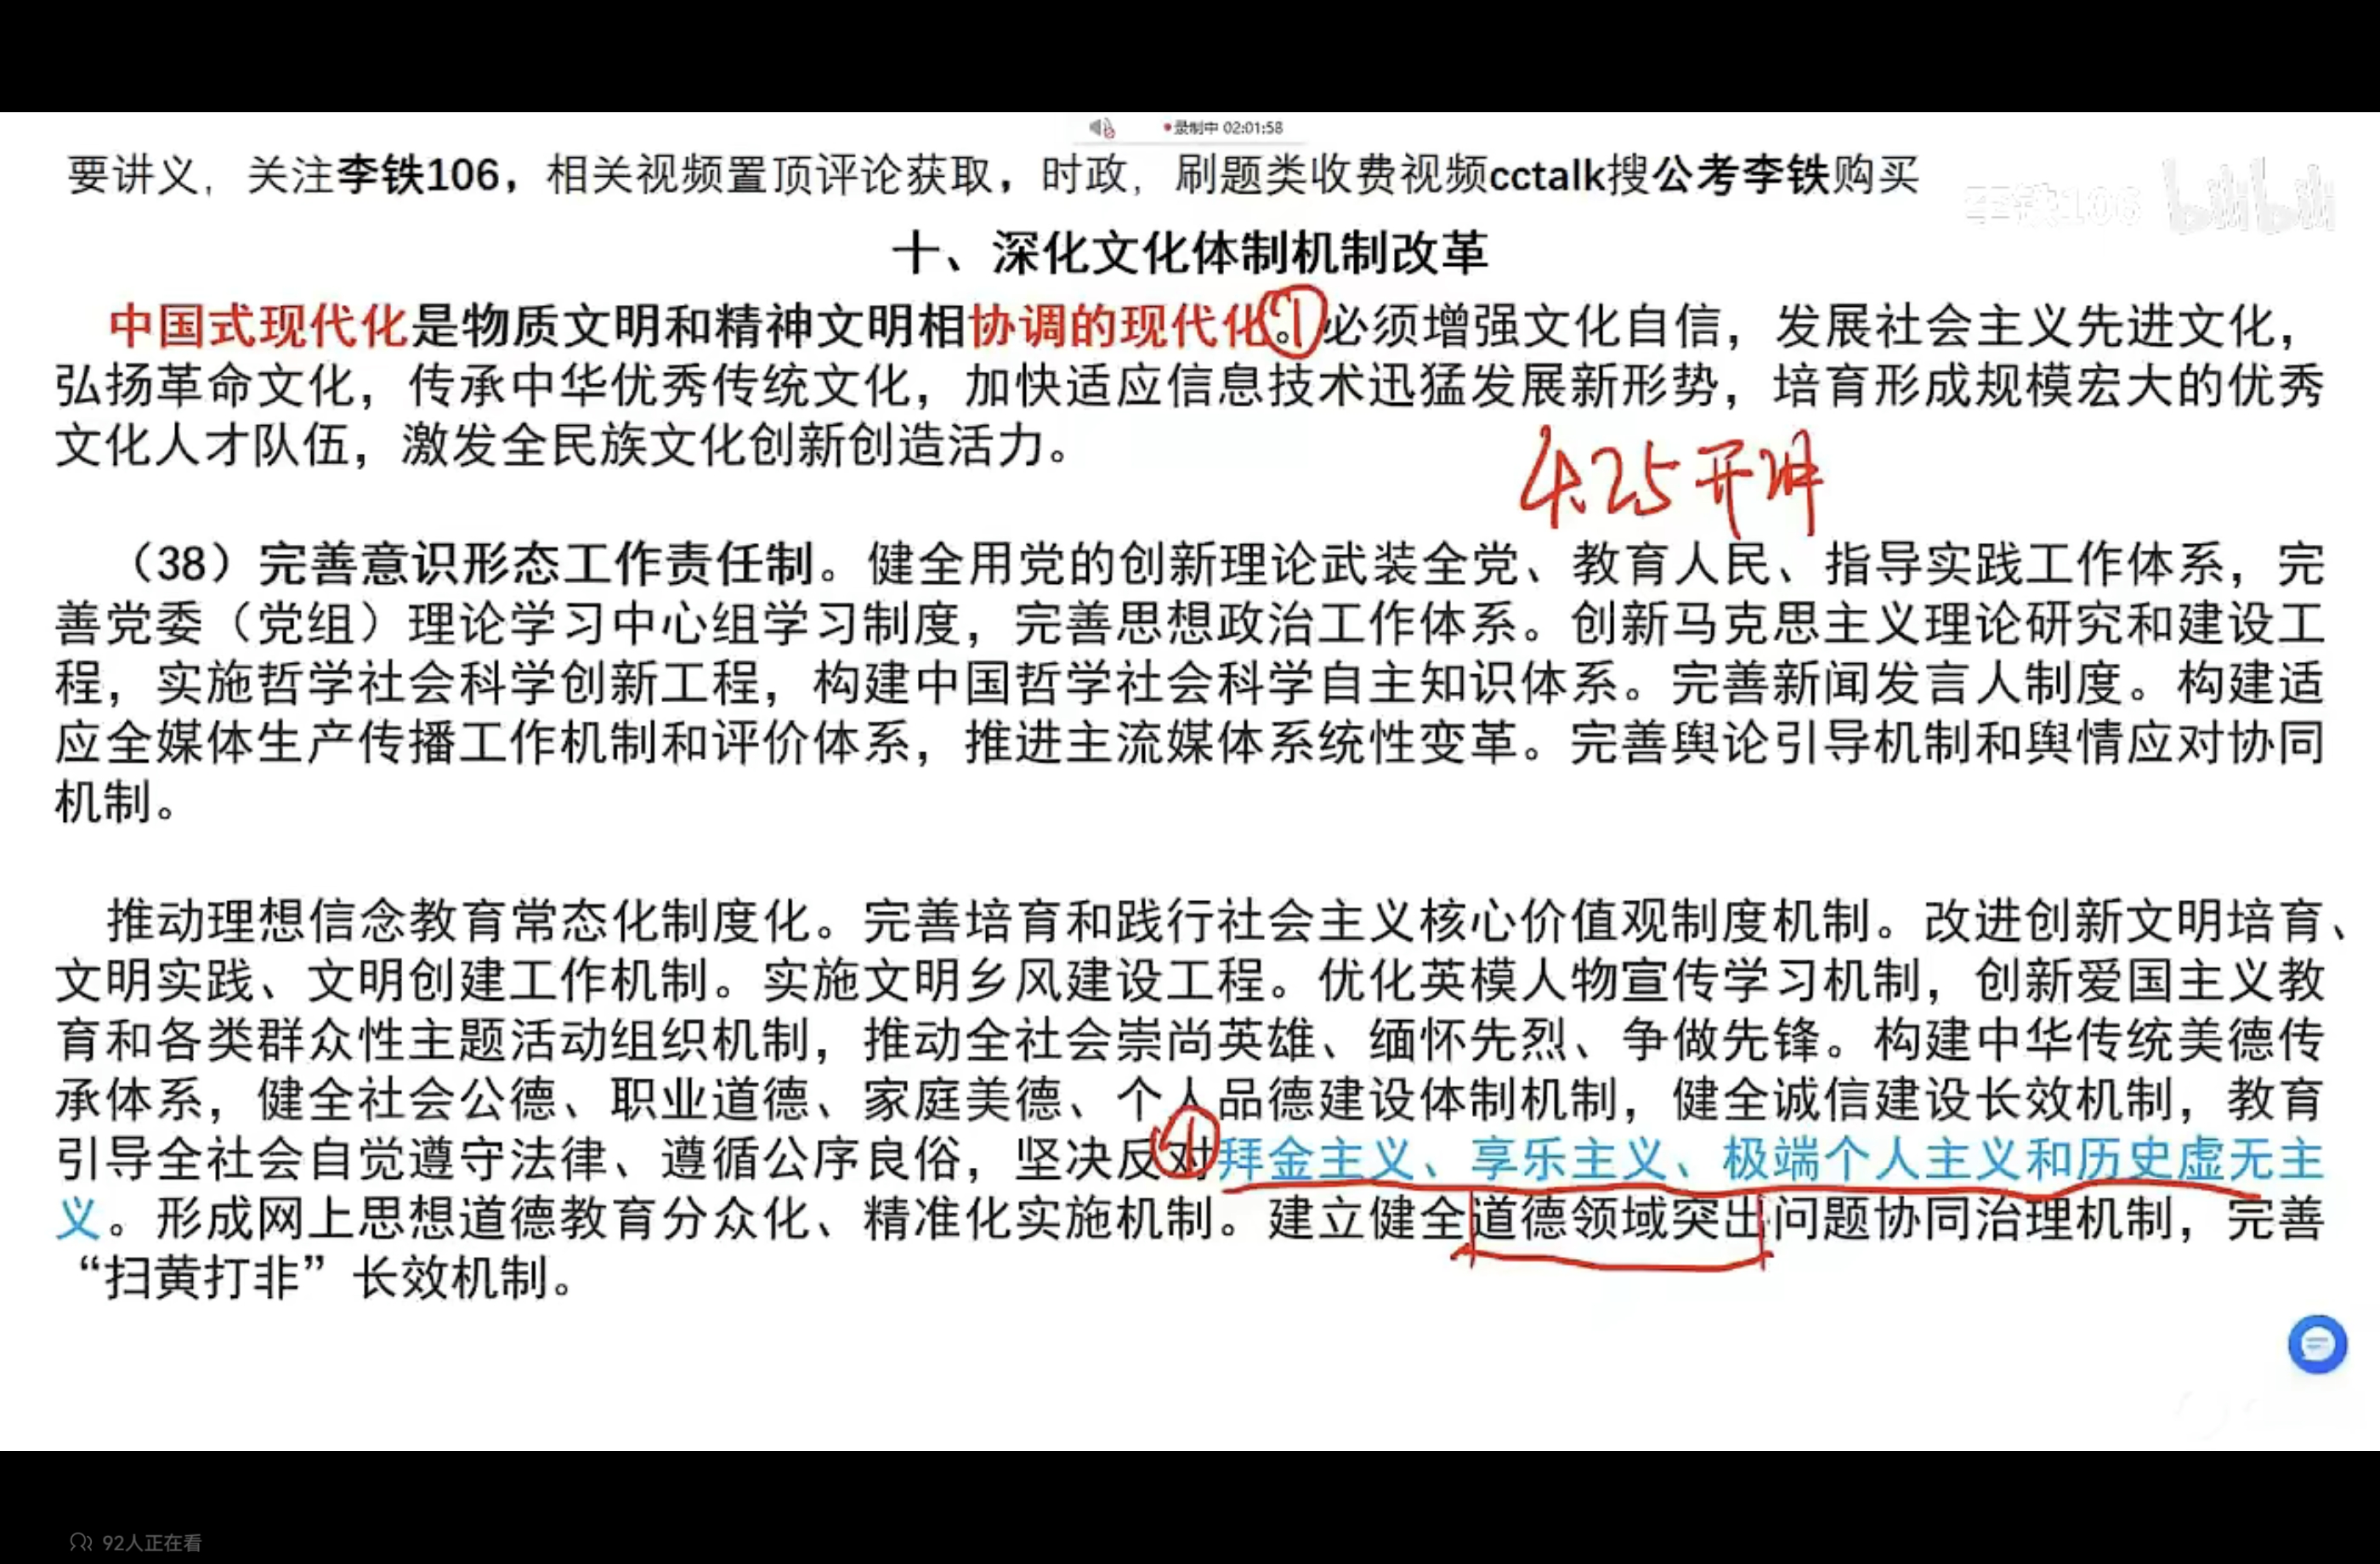 录制中 02:01:58
要讲义，关注李铁106，相关视频置顶评论获取，时政，刷题类收费视频cctalk搜公考李铁购买
李铁106 bilibili
十、深化文化体制机制改革
中国式现代化是物质文明和精神文明相协调的现代化。①必须增强文化自信，发展社会主义先进文化，
弘扬革命文化，传承中华优秀传统文化，加快适应信息技术迅猛发展新形势，培育形成规模宏大的优秀
文化人才队伍，激发全民族文化创新创造活力。
4.25开讲
（38）完善意识形态工作责任制。健全用党的创新理论武装全党、教育人民、指导实践工作体系，完
善党委（党组）理论学习中心组学习制度，完善思想政治工作体系。创新马克思主义理论研究和建设工
程，实施哲学社会科学创新工程，构建中国哲学社会科学自主知识体系。完善新闻发言人制度。构建适
应全媒体生产传播工作机制和评价体系，推进主流媒体系统性变革。完善舆论引导机制和舆情应对协同
机制。
推动理想信念教育常态化制度化。完善培育和践行社会主义核心价值观制度机制。改进创新文明培育、
文明实践、文明创建工作机制。实施文明乡风建设工程。优化英模人物宣传学习机制，创新爱国主义教
育和各类群众性主题活动组织机制，推动全社会崇尚英雄、缅怀先烈、争做先锋。构建中华传统美德传
承体系，健全社会公德、职业道德、家庭美德、个人品德建设体制机制，健全诚信建设长效机制，教育
引导全社会自觉遵守法律、遵循公序良俗，坚决反对①拜金主义、享乐主义、极端个人主义和历史虚无主
义。形成网上思想道德教育分众化、精准化实施机制。建立健全道德领域突出问题协同治理机制，完善
“扫黄打非”长效机制。
92人正在看